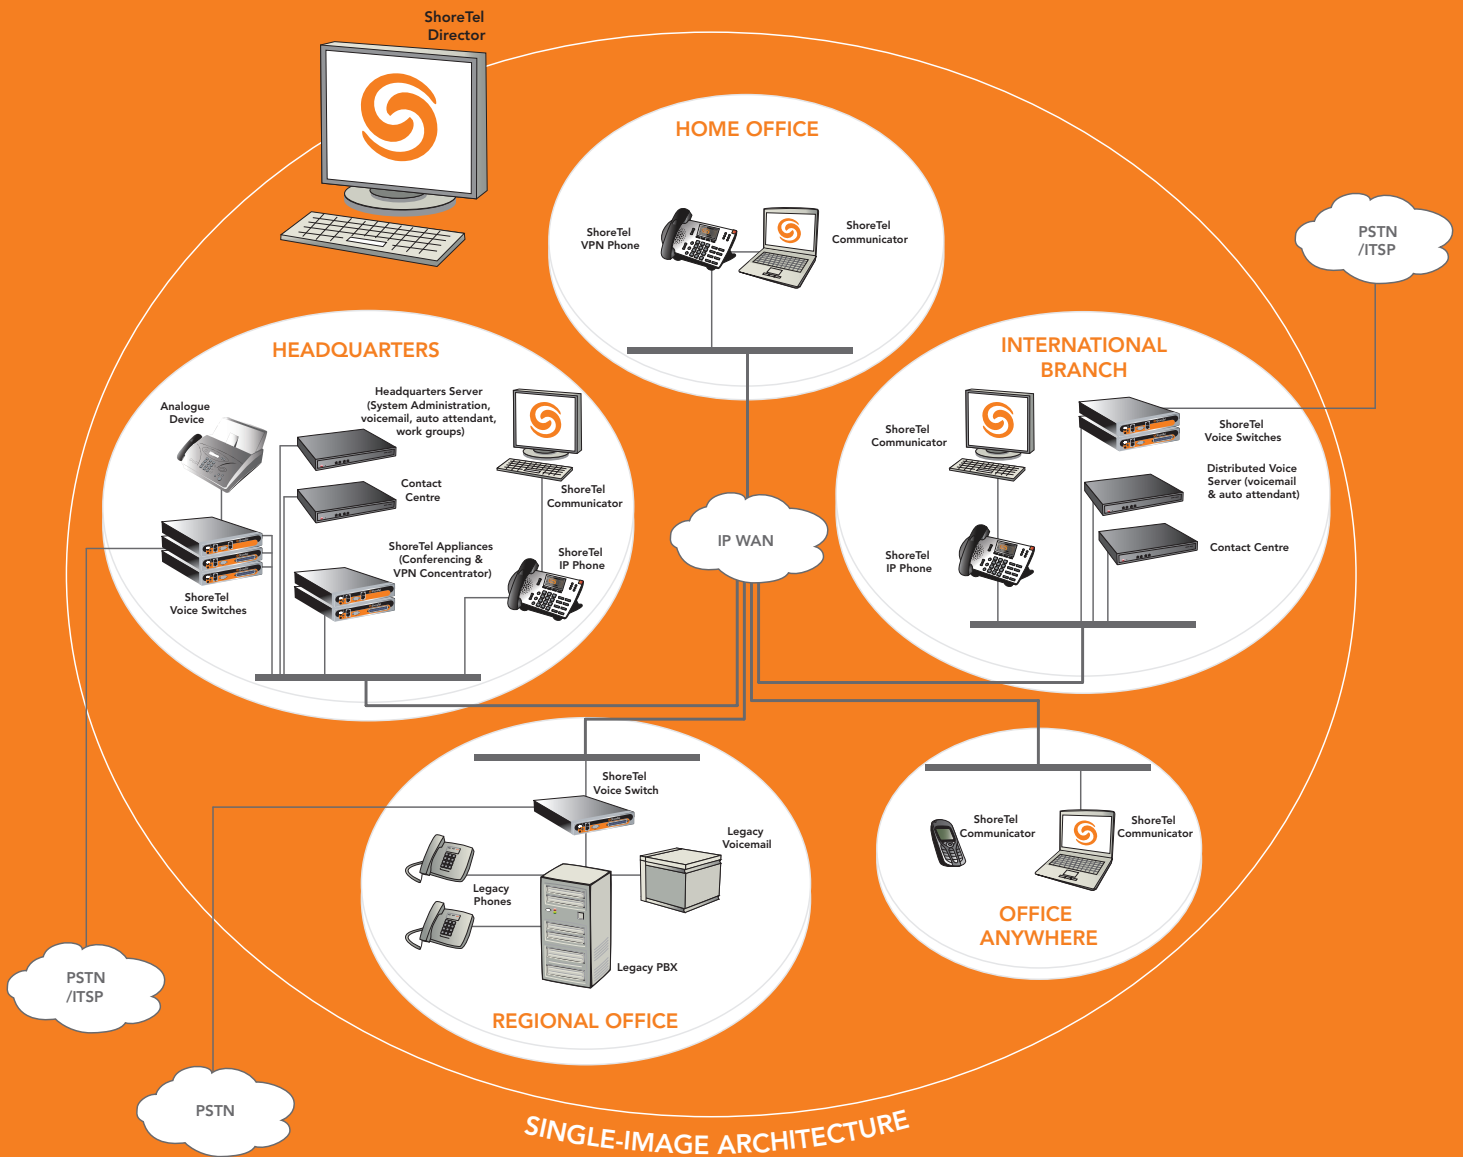 ShoreTel
Director
HOME OFFICE
ShoreTel
VPN Phone
ShoreTel
Communicator
PSTN
/ITSP
HEADQUARTERS
Analogue
Device
Headquarters Server
(System Administration,
voicemail, auto attendant,
work groups)
Contact
Centre
ShoreTel
Communicator
ShoreTel Appliances
(Conferencing &
VPN Concentrator)
ShoreTel
IP Phone
ShoreTel
Voice Switches
INTERNATIONAL
BRANCH
ShoreTel
Communicator
ShoreTel
Voice Switches
Distributed Voice
Server (voicemail
& auto attendant)
ShoreTel
IP Phone
Contact Centre
IP WAN
ShoreTel
Voice Switch
Legacy
Voicemail
Legacy
Phones
Legacy PBX
REGIONAL OFFICE
ShoreTel
Communicator
ShoreTel
Communicator
OFFICE
ANYWHERE
PSTN
/ITSP
PSTN
SINGLE-IMAGE ARCHITECTURE